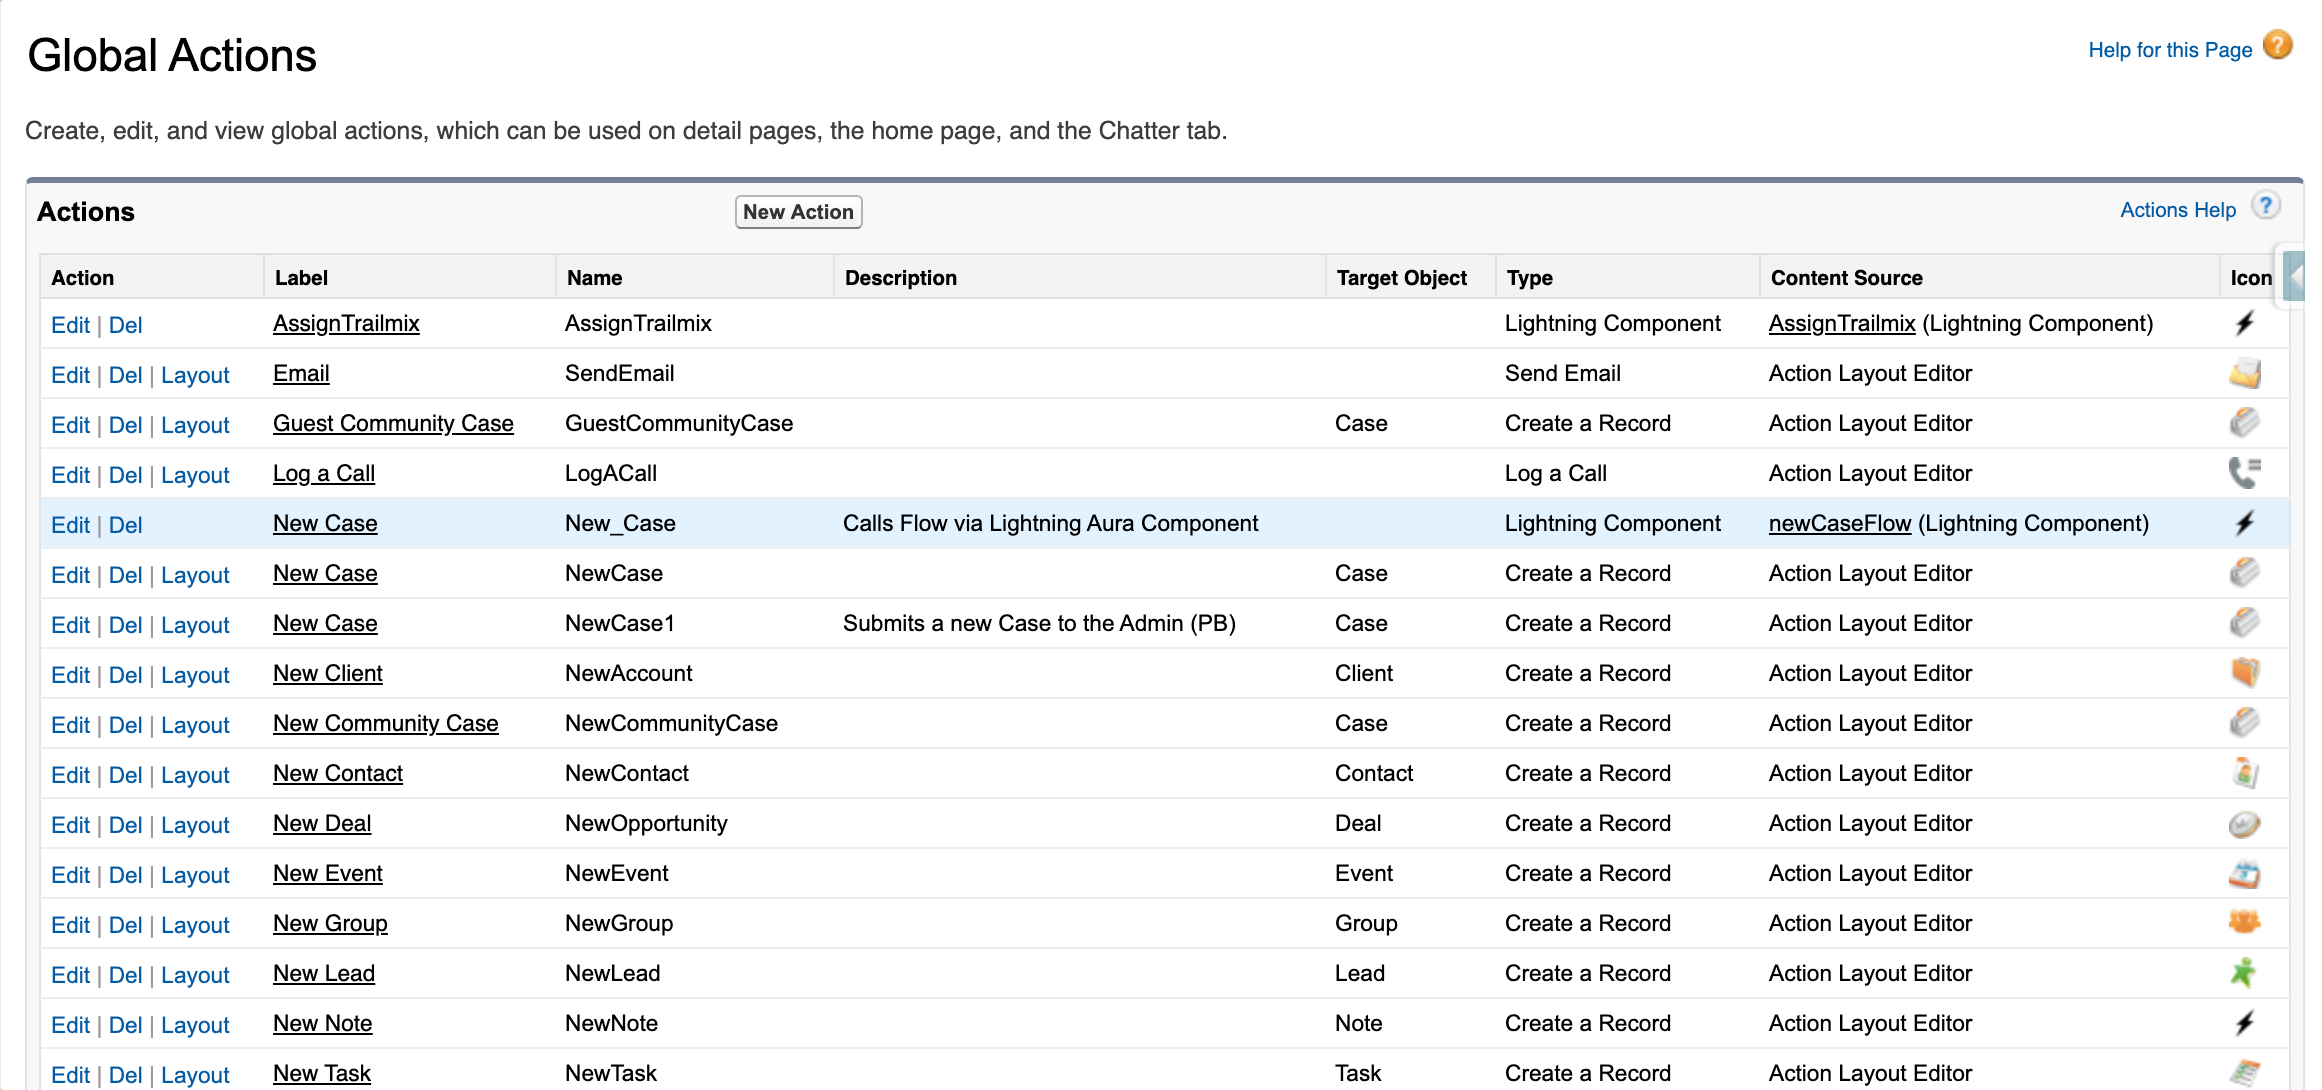 Global Actions
Help for this Page ?
Create, edit, and view global actions, which can be used on detail pages, the home page, and the Chatter tab.
Actions New Action Actions Help ?
Action Label Name Description Target Object Type Content Source Icon
Edit | Del AssignTrailmix AssignTrailmix Lightning Component AssignTrailmix (Lightning Component)
Edit | Del | Layout Email SendEmail Send Email Action Layout Editor
Edit | Del | Layout Guest Community Case GuestCommunityCase Case Create a Record Action Layout Editor
Edit | Del | Layout Log a Call LogACall Log a Call Action Layout Editor
Edit | Del New Case New_Case Calls Flow via Lightning Aura Component Lightning Component newCaseFlow (Lightning Component)
Edit | Del | Layout New Case NewCase Case Create a Record Action Layout Editor
Edit | Del | Layout New Case NewCase1 Submits a new Case to the Admin (PB) Case Create a Record Action Layout Editor
Edit | Del | Layout New Client NewAccount Client Create a Record Action Layout Editor
Edit | Del | Layout New Community Case NewCommunityCase Case Create a Record Action Layout Editor
Edit | Del | Layout New Contact NewContact Contact Create a Record Action Layout Editor
Edit | Del | Layout New Deal NewOpportunity Deal Create a Record Action Layout Editor
Edit | Del | Layout New Event NewEvent Event Create a Record Action Layout Editor
Edit | Del | Layout New Group NewGroup Group Create a Record Action Layout Editor
Edit | Del | Layout New Lead NewLead Lead Create a Record Action Layout Editor
Edit | Del | Layout New Note NewNote Note Create a Record Action Layout Editor
Edit | Del | Layout New Task NewTask Task Create a Record Action Layout Editor